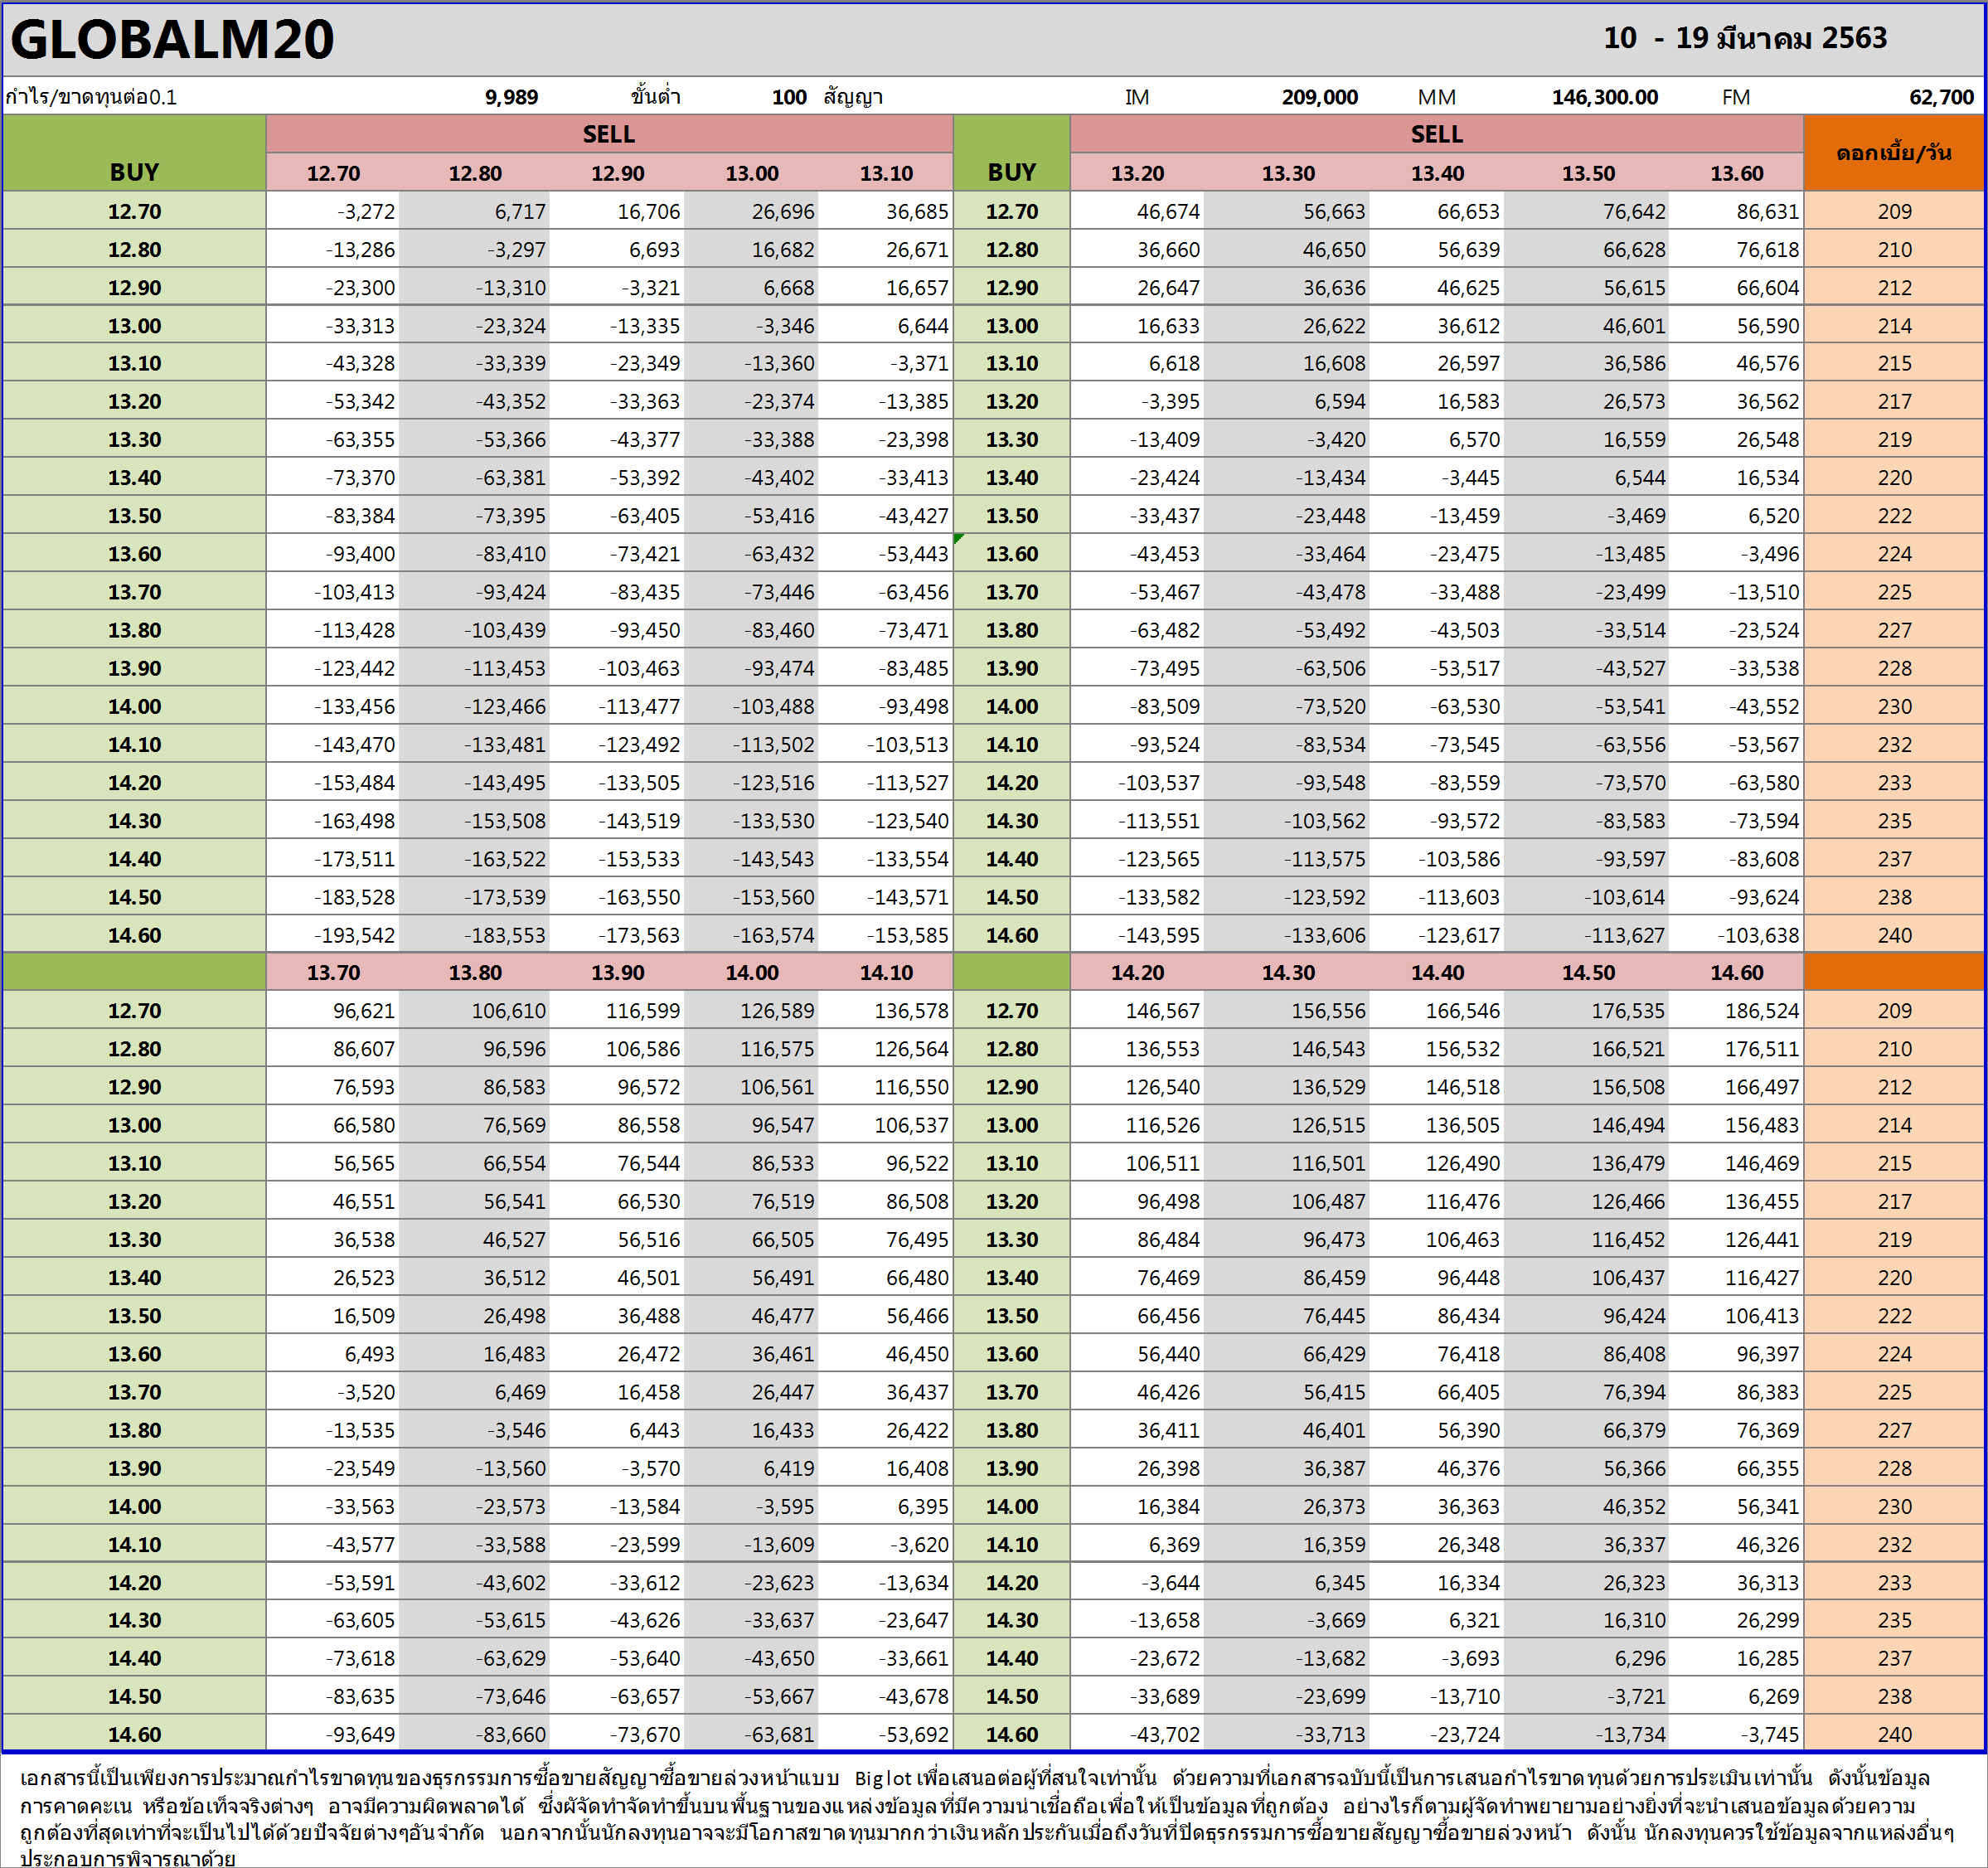 GLOBALM20 10 - 19 มีนาคม 2563
กำไร/ขาดทุนต่อ0.1 9,989 ขั้นต่ำ 100 สัญญา IM 209,000 MM 146,300.00 FM 62,700
SELL SELL ดอกเบี้ย/วัน
BUY 12.70 12.80 12.90 13.00 13.10 BUY 13.20 13.30 13.40 13.50 13.60
12.70 -3,272 6,717 16,706 26,696 36,685 12.70 46,674 56,663 66,653 76,642 86,631 209
12.80 -13,286 -3,297 6,693 16,682 26,671 12.80 36,660 46,650 56,639 66,628 76,618 210
12.90 -23,300 -13,310 -3,321 6,668 16,657 12.90 26,647 36,636 46,625 56,615 66,604 212
13.00 -33,313 -23,324 -13,335 -3,346 6,644 13.00 16,633 26,622 36,612 46,601 56,590 214
13.10 -43,328 -33,339 -23,349 -13,360 -3,371 13.10 6,618 16,608 26,597 36,586 46,576 215
13.20 -53,342 -43,352 -33,363 -23,374 -13,385 13.20 -3,395 6,594 16,583 26,573 36,562 217
13.30 -63,355 -53,366 -43,377 -33,388 -23,398 13.30 -13,409 -3,420 6,570 16,559 26,548 219
13.40 -73,370 -63,381 -53,392 -43,402 -33,413 13.40 -23,424 -13,434 -3,445 6,544 16,534 220
13.50 -83,384 -73,395 -63,405 -53,416 -43,427 13.50 -33,437 -23,448 -13,459 -3,469 6,520 222
13.60 -93,400 -83,410 -73,421 -63,432 -53,443 13.60 -43,453 -33,464 -23,475 -13,485 -3,496 224
13.70 -103,413 -93,424 -83,435 -73,446 -63,456 13.70 -53,467 -43,478 -33,488 -23,499 -13,510 225
13.80 -113,428 -103,439 -93,450 -83,460 -73,471 13.80 -63,482 -53,492 -43,503 -33,514 -23,524 227
13.90 -123,442 -113,453 -103,463 -93,474 -83,485 13.90 -73,495 -63,506 -53,517 -43,527 -33,538 228
14.00 -133,456 -123,466 -113,477 -103,488 -93,498 14.00 -83,509 -73,520 -63,530 -53,541 -43,552 230
14.10 -143,470 -133,481 -123,492 -113,502 -103,513 14.10 -93,524 -83,534 -73,545 -63,556 -53,567 232
14.20 -153,484 -143,495 -133,505 -123,516 -113,527 14.20 -103,537 -93,548 -83,559 -73,570 -63,580 233
14.30 -163,498 -153,508 -143,519 -133,530 -123,540 14.30 -113,551 -103,562 -93,572 -83,583 -73,594 235
14.40 -173,511 -163,522 -153,533 -143,543 -133,554 14.40 -123,565 -113,575 -103,586 -93,597 -83,608 237
14.50 -183,528 -173,539 -163,550 -153,560 -143,571 14.50 -133,582 -123,592 -113,603 -103,614 -93,624 238
14.60 -193,542 -183,553 -173,563 -163,574 -153,585 14.60 -143,595 -133,606 -123,617 -113,627 -103,638 240
13.70 13.80 13.90 14.00 14.10 14.20 14.30 14.40 14.50 14.60
12.70 96,621 106,610 116,599 126,589 136,578 12.70 146,567 156,556 166,546 176,535 186,524 209
12.80 86,607 96,596 106,586 116,575 126,564 12.80 136,553 146,543 156,532 166,521 176,511 210
12.90 76,593 86,583 96,572 106,561 116,550 12.90 126,540 136,529 146,518 156,508 166,497 212
13.00 66,580 76,569 86,558 96,547 106,537 13.00 116,526 126,515 136,505 146,494 156,483 214
13.10 56,565 66,554 76,544 86,533 96,522 13.10 106,511 116,501 126,490 136,479 146,469 215
13.20 46,551 56,541 66,530 76,519 86,508 13.20 96,498 106,487 116,476 126,466 136,455 217
13.30 36,538 46,527 56,516 66,505 76,495 13.30 86,484 96,473 106,463 116,452 126,441 219
13.40 26,523 36,512 46,501 56,491 66,480 13.40 76,469 86,459 96,448 106,437 116,427 220
13.50 16,509 26,498 36,488 46,477 56,466 13.50 66,456 76,445 86,434 96,424 106,413 222
13.60 6,493 16,483 26,472 36,461 46,450 13.60 56,440 66,429 76,418 86,408 96,397 224
13.70 -3,520 6,469 16,458 26,447 36,437 13.70 46,426 56,415 66,405 76,394 86,383 225
13.80 -13,535 -3,546 6,443 16,433 26,422 13.80 36,411 46,401 56,390 66,379 76,369 227
13.90 -23,549 -13,560 -3,570 6,419 16,408 13.90 26,398 36,387 46,376 56,366 66,355 228
14.00 -33,563 -23,573 -13,584 -3,595 6,395 14.00 16,384 26,373 36,363 46,352 56,341 230
14.10 -43,577 -33,588 -23,599 -13,609 -3,620 14.10 6,369 16,359 26,348 36,337 46,326 232
14.20 -53,591 -43,602 -33,612 -23,623 -13,634 14.20 -3,644 6,345 16,334 26,323 36,313 233
14.30 -63,605 -53,615 -43,626 -33,637 -23,647 14.30 -13,658 -3,669 6,321 16,310 26,299 235
14.40 -73,618 -63,629 -53,640 -43,650 -33,661 14.40 -23,672 -13,682 -3,693 6,296 16,285 237
14.50 -83,635 -73,646 -63,657 -53,667 -43,678 14.50 -33,689 -23,699 -13,710 -3,721 6,269 238
14.60 -93,649 -83,660 -73,670 -63,681 -53,692 14.60 -43,702 -33,713 -23,724 -13,734 -3,745 240
เอกสารนี้เป็นเพียงการประมาณกำไรขาดทุนของธุรกรรมการซื้อขายสัญญาซื้อขายล่วงหน้าแบบ Biglot เพื่อเสนอต่อผู้ที่สนใจเท่านั้น ด้วยความที่เอกสารฉบับนี้เป็นการเสนอกำไรขาดทุนด้วยการประเมินเท่านั้น ดังนั้นข้อมูล
การคาดคะเน หรือข้อเท็จจริงต่างๆ อาจมีความผิดพลาดได้ ซึ่งผัจัดทำจัดทำขึ้นบนพื้นฐานของแหล่งข้อมูลที่มีความน่าเชื่อถือเพื่อให้เป็นข้อมูลที่ถูกต้อง อย่างไรก็ตามผู้จัดทำพยายามอย่างยิ่งที่จะนำเสนอข้อมูลด้วยความ
ถูกต้องที่สุดเท่าที่จะเป็นไปได้ด้วยปัจจัยต่างๆอันจำกัด นอกจากนั้นนักลงทุนอาจจะมีโอกาสขาดทุนมากกว่าเงินหลักประกันเมื่อถึงวันที่ปิดธุรกรรมการซื้อขายสัญญาซื้อขายล่วงหน้า ดังนั้น นักลงทุนควรใช้ข้อมูลจากแหล่งอื่นๆ
ประกอบการพิจารณาด้วย